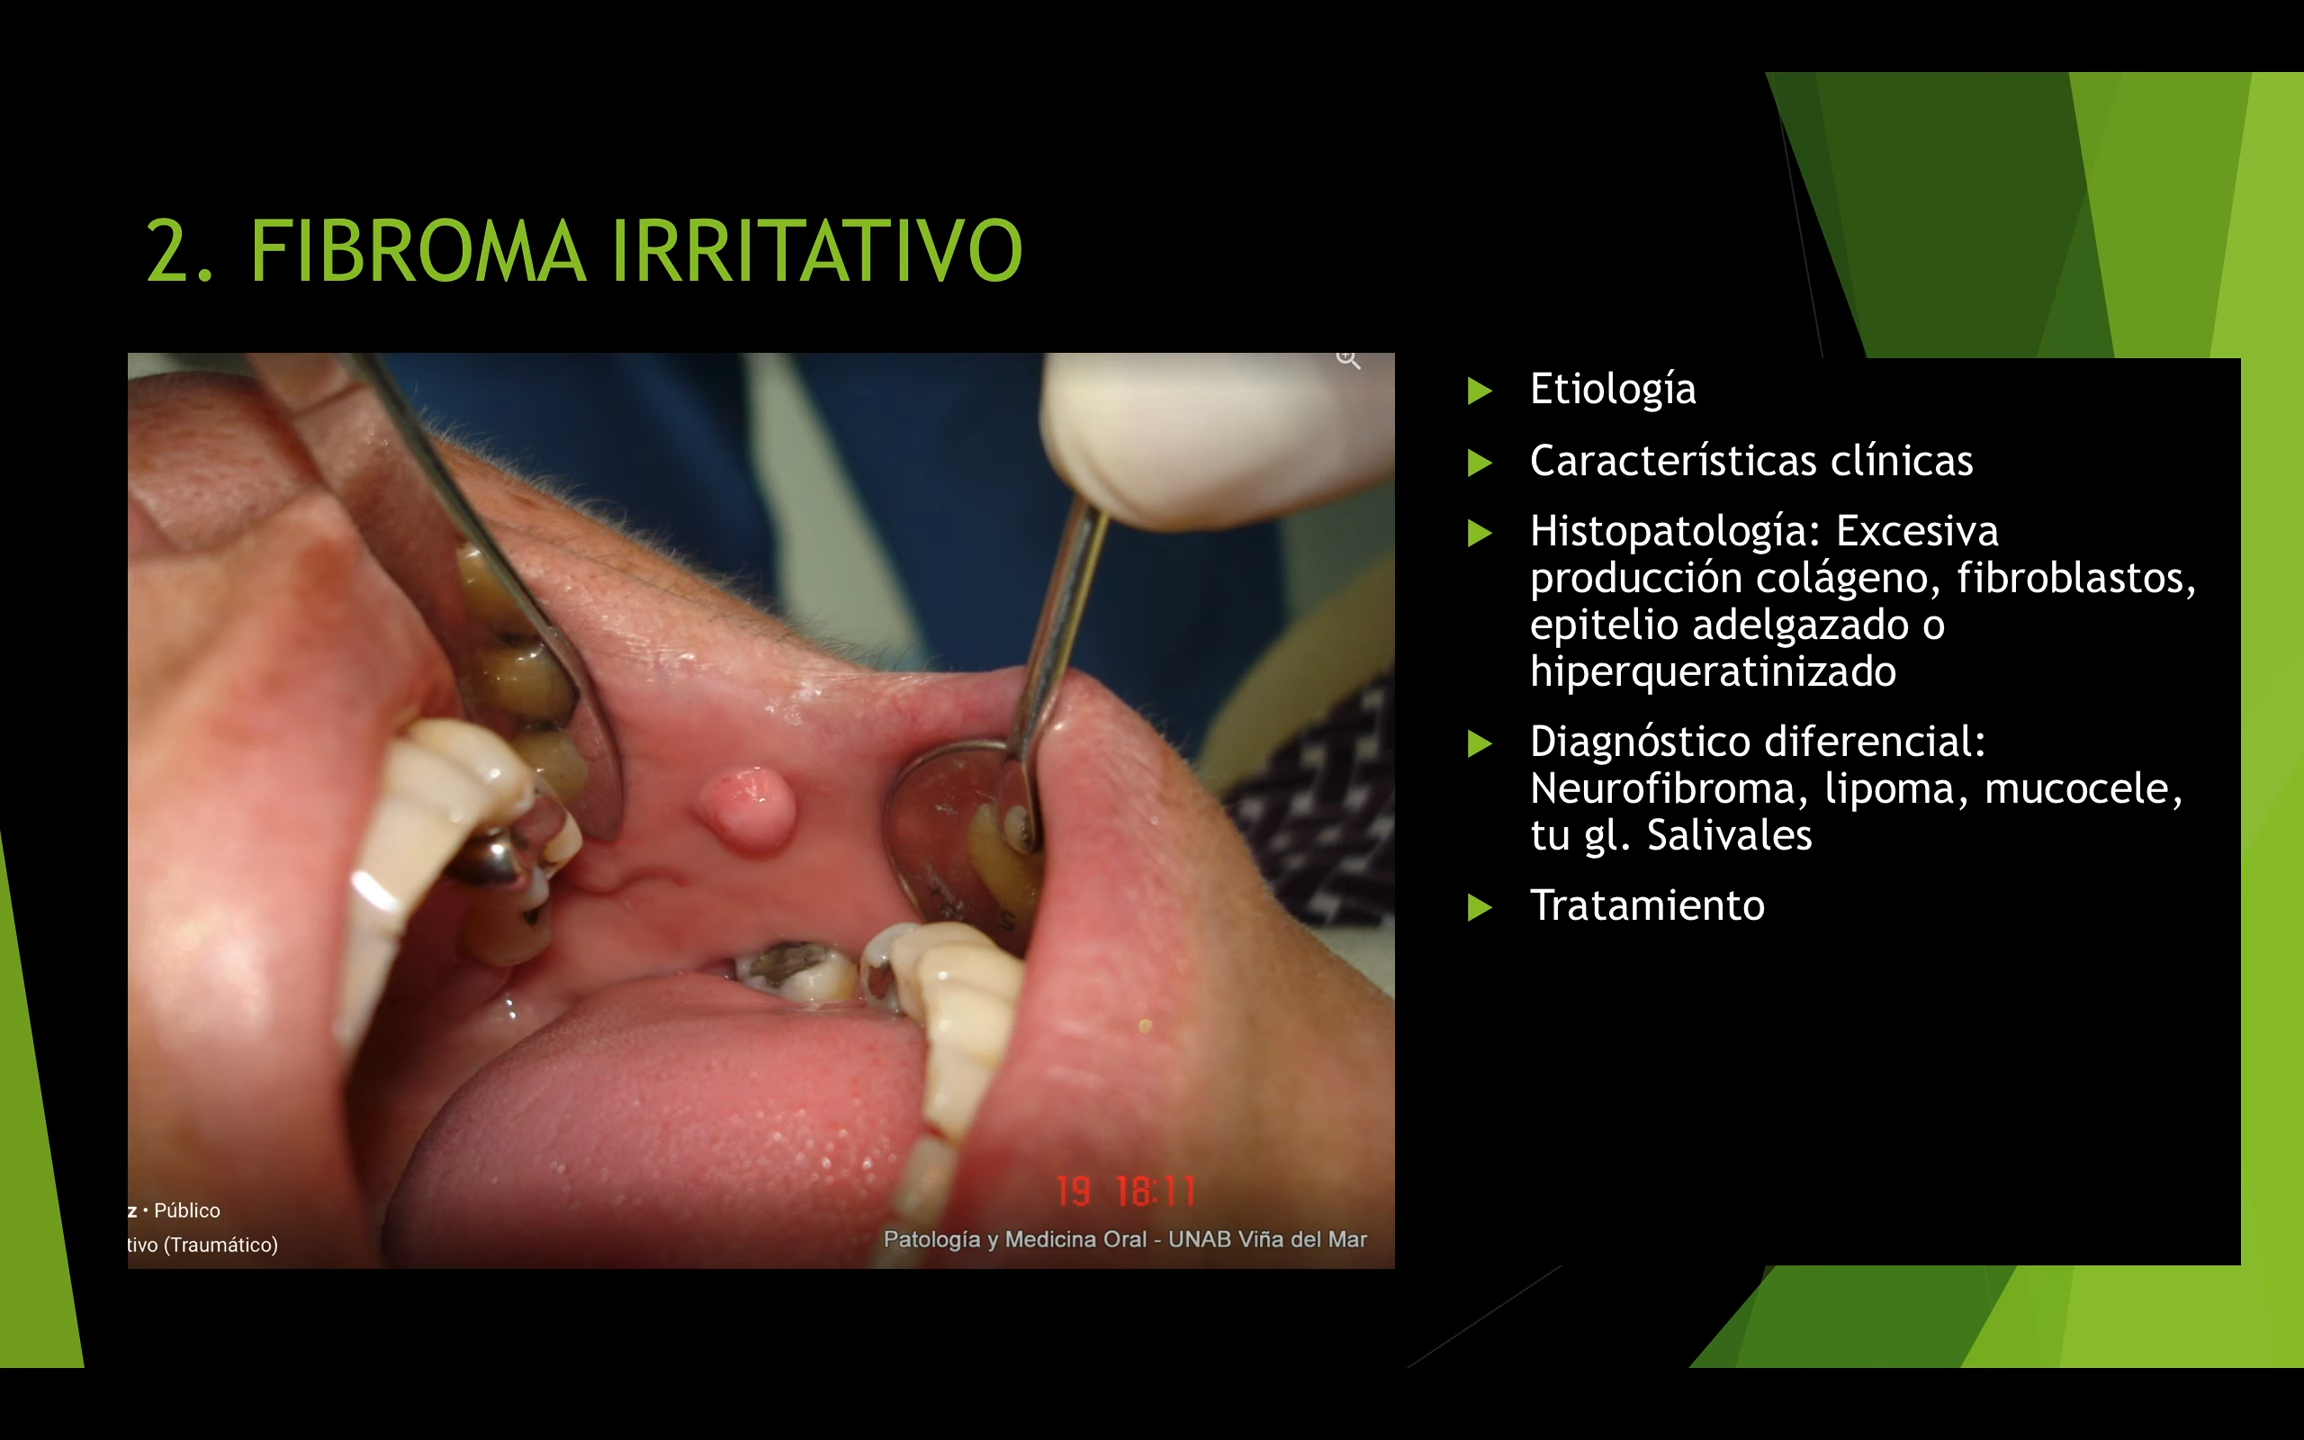 2. FIBROMA IRRITATIVO
Etiología
Características clínicas
Histopatología: Excesiva
producción colágeno, fibroblastos,
epitelio adelgazado o
hiperqueratinizado
Diagnóstico diferencial:
Neurofibroma, lipoma, mucocele,
tu gl. Salivales
Tratamiento
19 18:11
z • Público
tivo (Traumático)
Patología y Medicina Oral - UNAB Viña del Mar